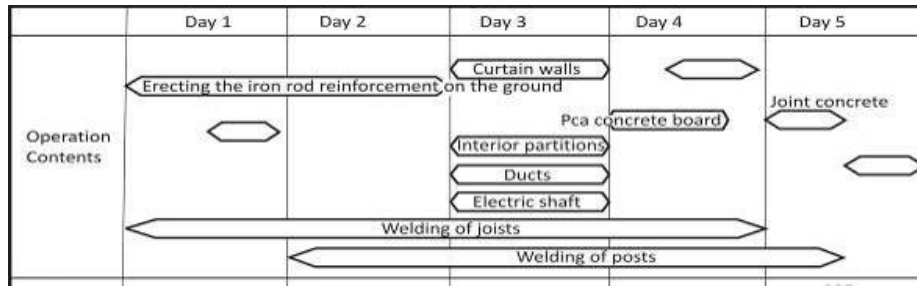 Day 1 Day 2 Day 3 Day 4 Day 5
Curtain walls
Erecting the iron rod reinforcement on the ground
Joint concrete
Pca concrete board
Operation
Contents
Interior partitions
Ducts
Electric shaft
Welding of joists
Welding of posts